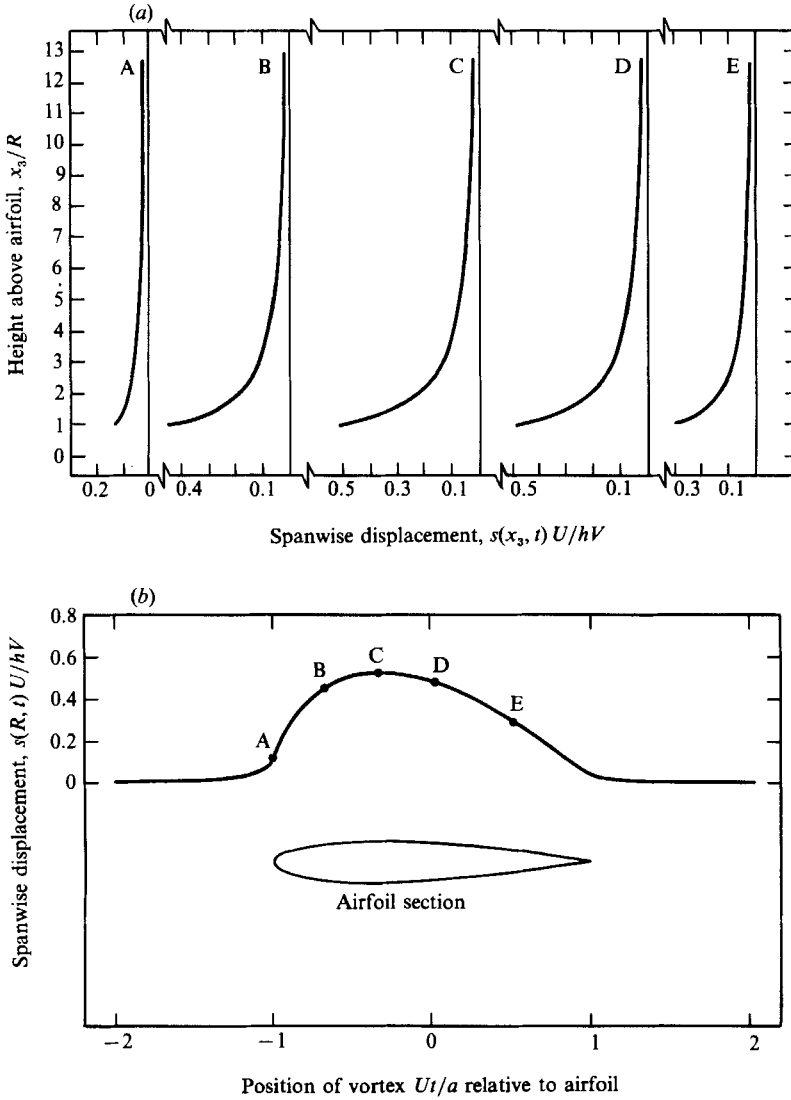 (a)
A B C D E
13
12
11
10
9
8
7
6
5
4
3
2
1
0
Height above airfoil, x₃/R
0.2 0 0.4 0.1 0.5 0.3 0.1 0.5 0.1 0.3 0.1
Spanwise displacement, s(x₃, t) U/hV
(b)
0.8
0.6
0.4
0.2
0
Spanwise displacement, s(R, t) U/hV
A
B
C
D
E
Airfoil section
−2 −1 0 1 2
Position of vortex Ut/a relative to airfoil